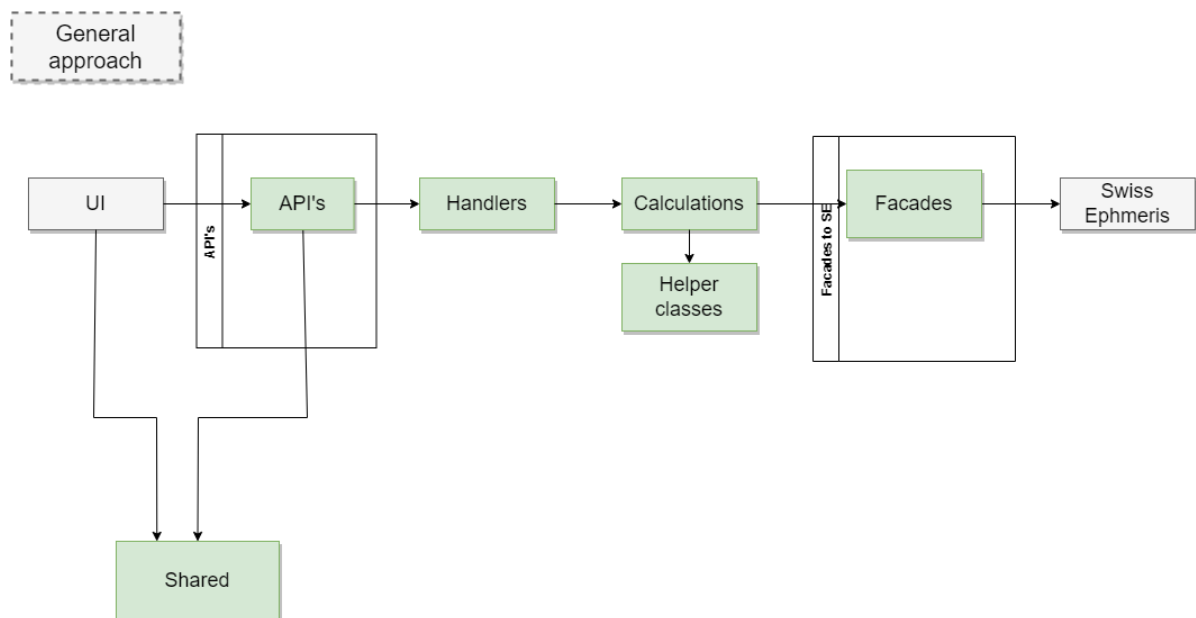 General
approach
UI
API's
API's
Handlers
Calculations
Facades to SE
Facades
Swiss
Ephmeris
Helper
classes
Shared